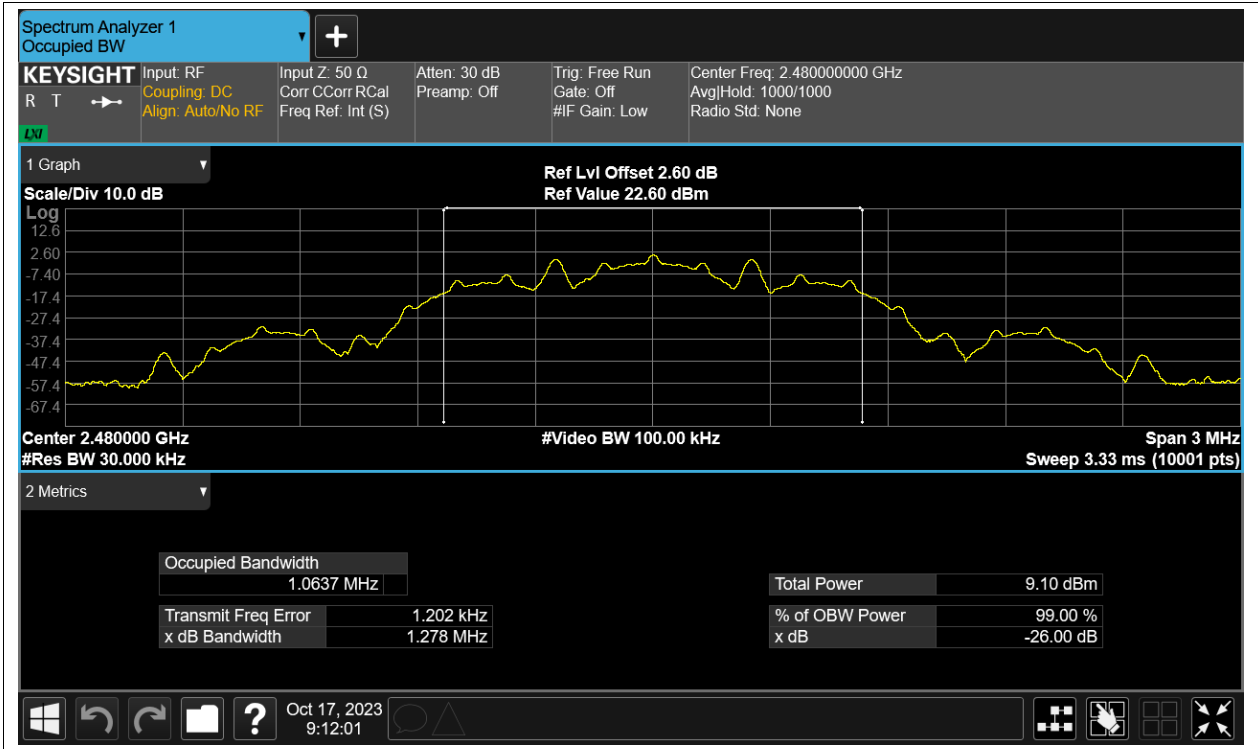 Spectrum Analyzer 1
Occupied BW
KEYSIGHT
R T
LXI
Input: RF
Coupling: DC
Align: Auto/No RF
Input Z: 50 Ω
Corr CCorr RCal
Freq Ref: Int (S)
Atten: 30 dB
Preamp: Off
Trig: Free Run
Gate: Off
#IF Gain: Low
Center Freq: 2.480000000 GHz
Avg|Hold: 1000/1000
Radio Std: None
1 Graph
Scale/Div 10.0 dB
Ref Lvl Offset 2.60 dB
Ref Value 22.60 dBm
Log
12.6
2.60
-7.40
-17.4
-27.4
-37.4
-47.4
-57.4
-67.4
Center 2.480000 GHz
#Video BW 100.00 kHz
Span 3 MHz
#Res BW 30.000 kHz
Sweep 3.33 ms (10001 pts)
2 Metrics
Occupied Bandwidth
1.0637 MHz
Total Power 9.10 dBm
Transmit Freq Error 1.202 kHz
% of OBW Power 99.00 %
x dB Bandwidth 1.278 MHz
x dB -26.00 dB
?
Oct 17, 2023
9:12:01